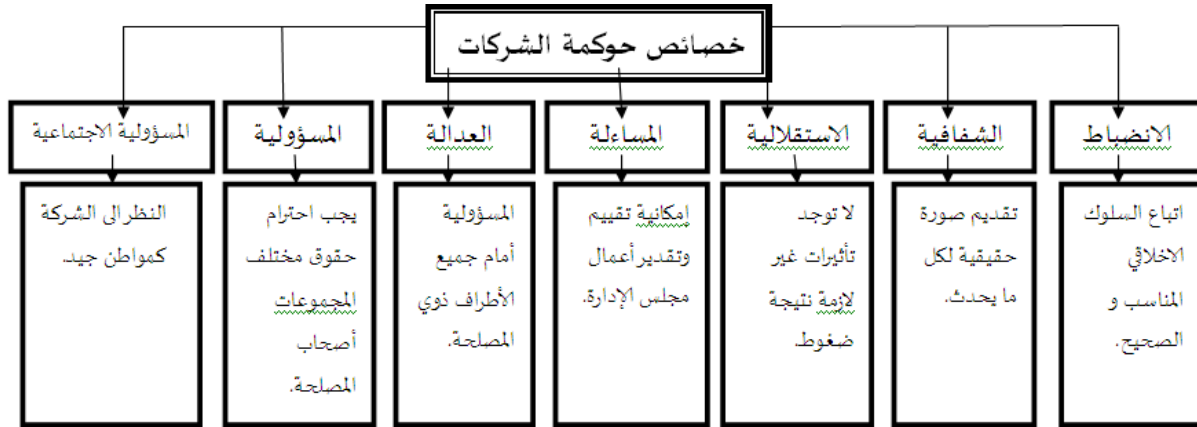 خصائص حوكمة الشركات
الانضباط
الشفافية
الاستقلالية
المساءلة
العدالة
المسؤولية
المسؤولية الاجتماعية
اتباع السلوك
الاخلاقي
المناسب و
الصحيح.
تقديم صورة
حقيقية لكل
ما يحدث.
لا توجد
تأثيرات غير
لازمة نتيجة
ضغوط.
إمكانية تقييم
وتقدير أعمال
مجلس الإدارة.
المسؤولية
أمام جميع
الأطراف ذوي
المصلحة.
يجب احترام
حقوق مختلف
المجموعات
أصحاب
المصلحة.
النظر الى الشركة
كمواطن جيد.